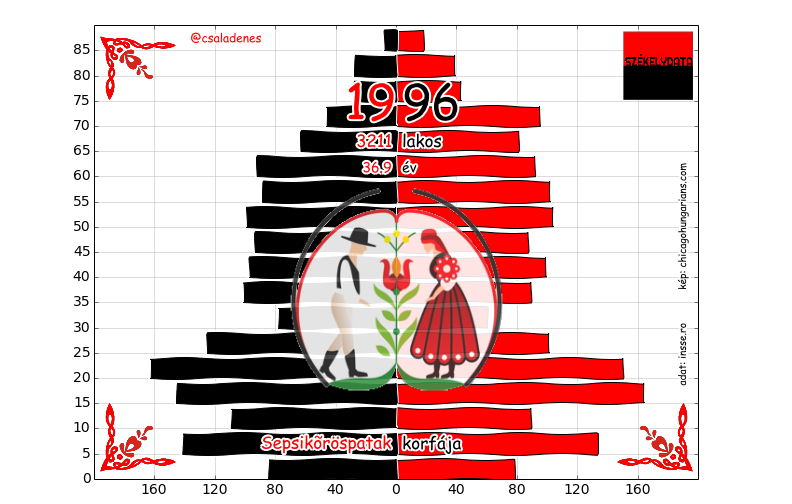 @csaladenes
SZÉKELYDATA
1996
3211 lakos
36.9 év
kép: chicagohungarians.com
adat: insse.ro
Sepsikőröspatak korfája
85
80
75
70
65
60
55
50
45
40
35
30
25
20
15
10
5
0
160 120 80 40 0 40 80 120 160